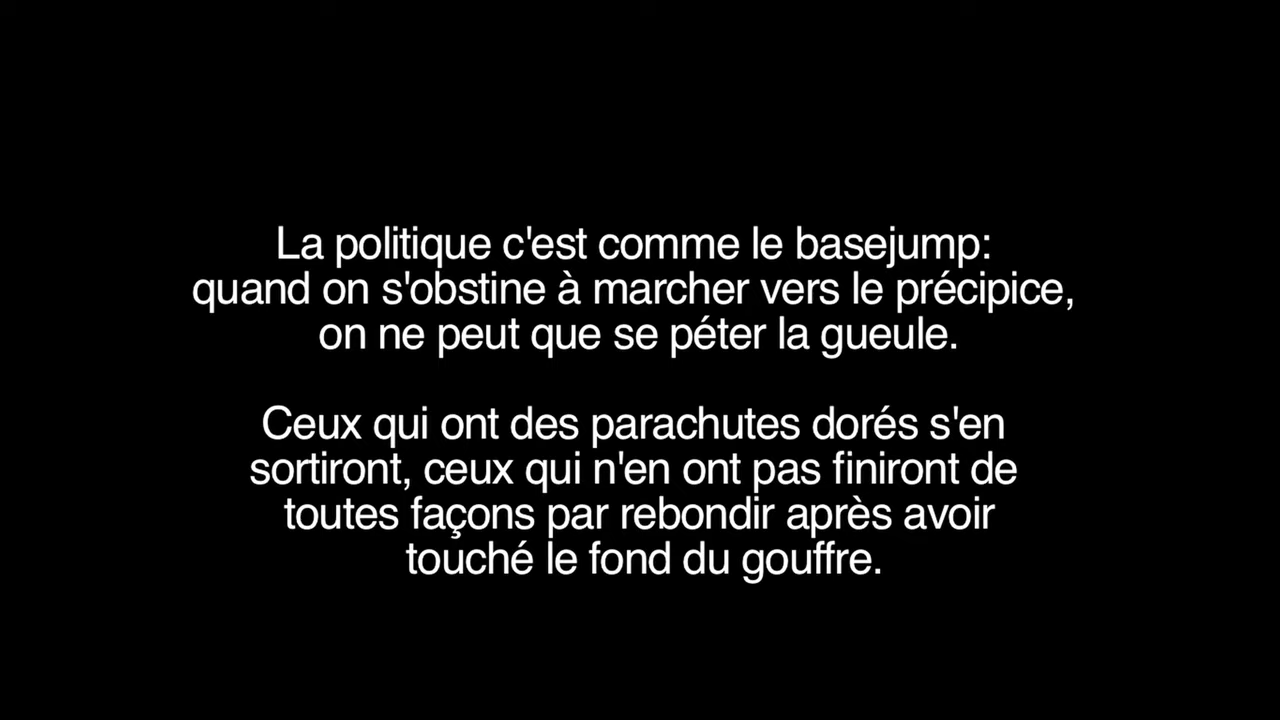 La politique c'est comme le basejump:
quand on s'obstine à marcher vers le précipice,
on ne peut que se péter la gueule.
Ceux qui ont des parachutes dorés s'en
sortiront, ceux qui n'en ont pas finiront de
toutes façons par rebondir après avoir
touché le fond du gouffre.